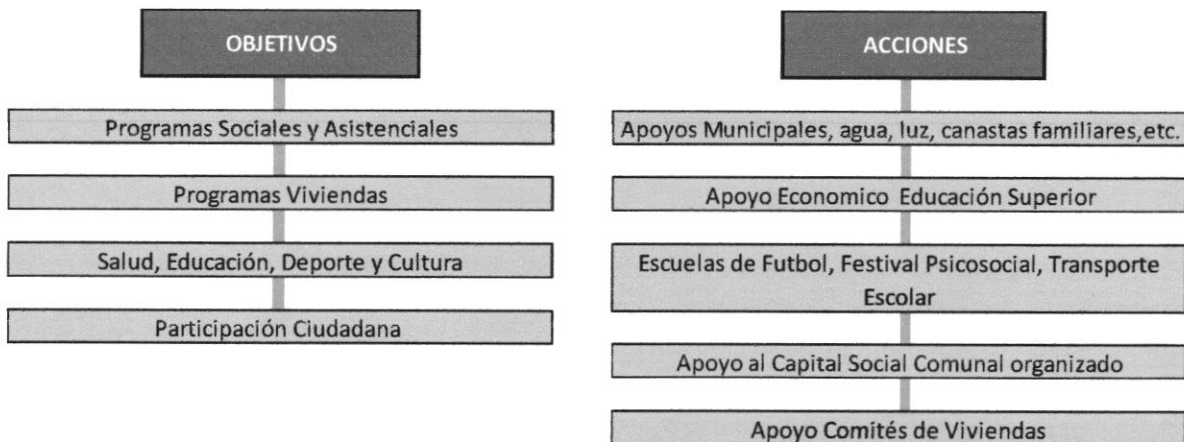 OBJETIVOS
Programas Sociales y Asistenciales
Programas Viviendas
Salud, Educación, Deporte y Cultura
Participación Ciudadana
ACCIONES
Apoyos Municipales, agua, luz, canastas familiares,etc.
Apoyo Economico Educación Superior
Escuelas de Futbol, Festival Psicosocial, Transporte
Escolar
Apoyo al Capital Social Comunal organizado
Apoyo Comités de Viviendas